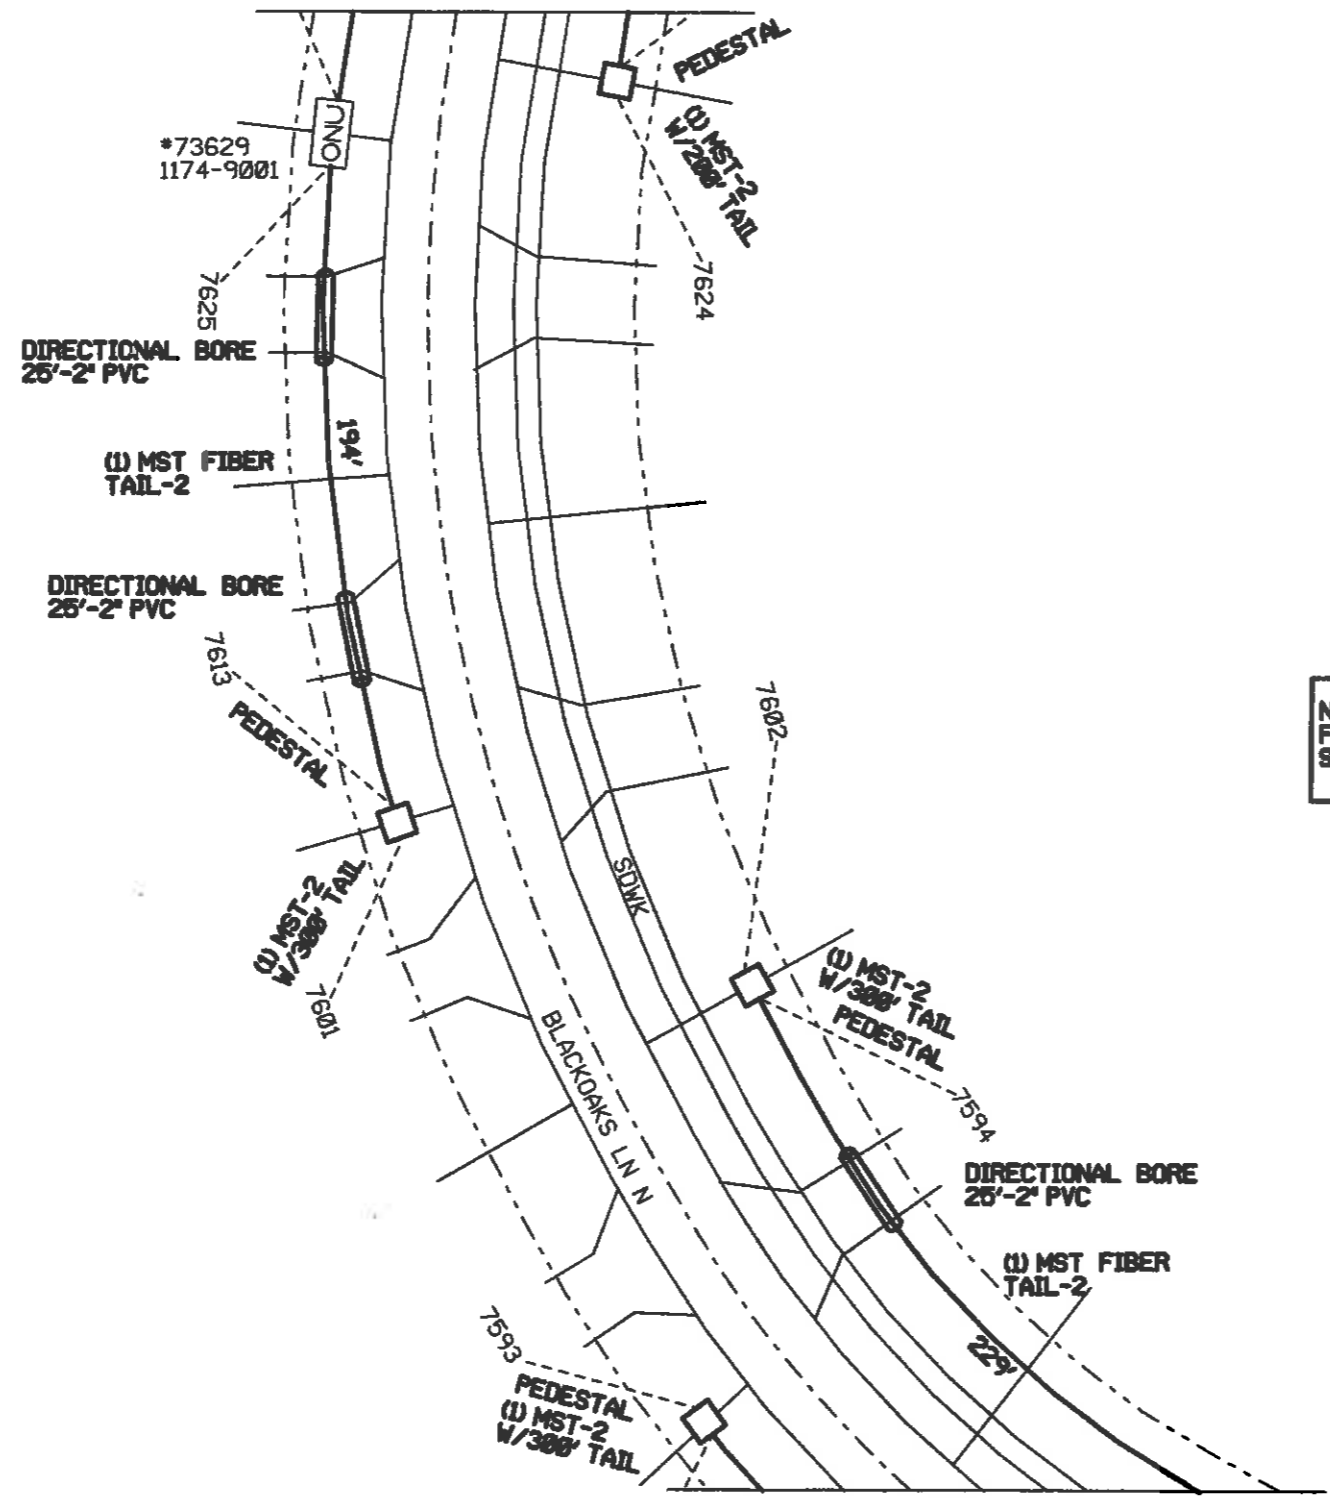 PEDESTAL
ONU
*73629
1174-9001
(1) MST-2
W/200' TAIL
7625
7624
DIRECTIONAL BORE
25'-2" PVC
194'
(1) MST FIBER
TAIL-2
DIRECTIONAL BORE
25'-2" PVC
7613
PEDESTAL
7602
SDWK
(1) MST-2
W/300' TAIL
7601
(1) MST-2
W/300' TAIL
PEDESTAL
BLACKOAKS LN N
7594
DIRECTIONAL BORE
25'-2" PVC
(1) MST FIBER
TAIL-2
229'
7593
PEDESTAL
(1) MST-2
W/300' TAIL